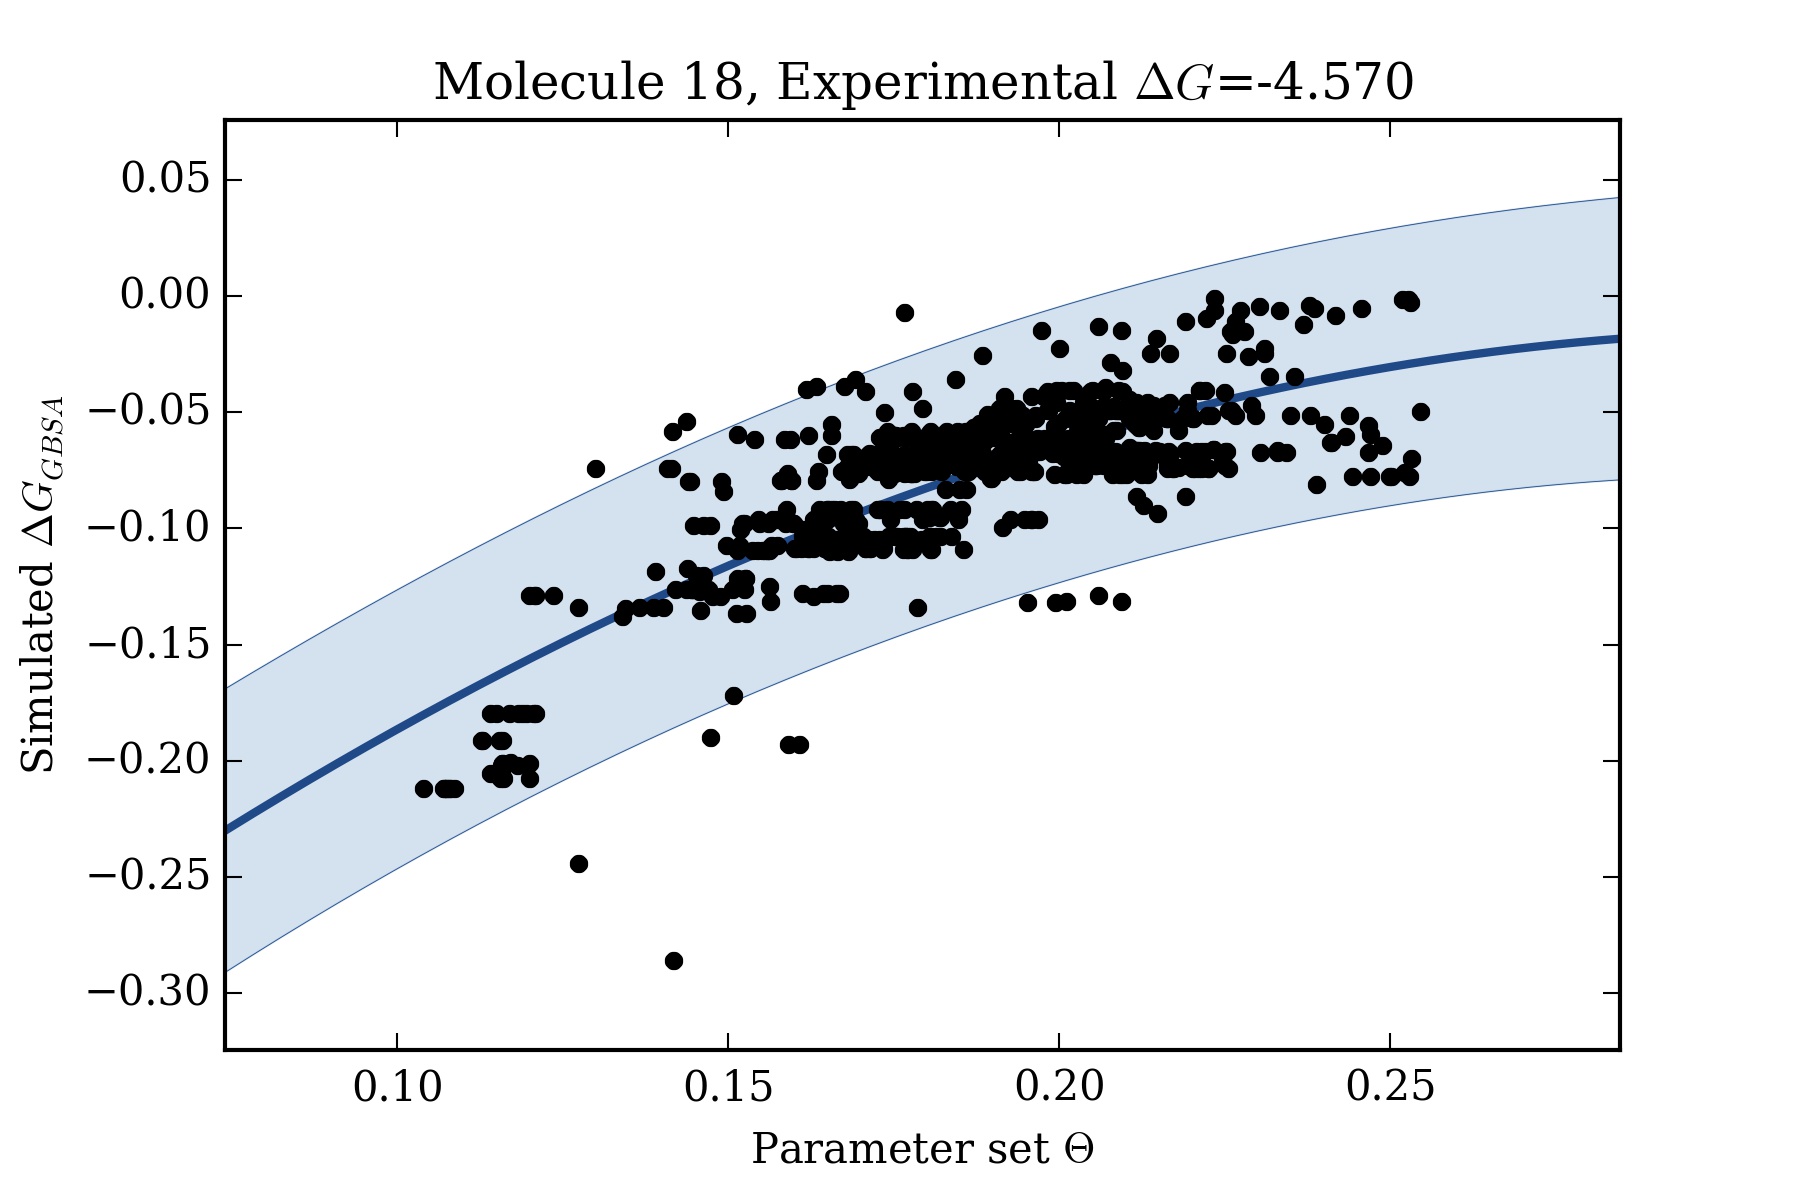 Molecule 18, Experimental ΔG=-4.570
0.05
0.00
−0.05
−0.10
−0.15
−0.20
−0.25
−0.30
Simulated ΔG_GBSA
0.10 0.15 0.20 0.25
Parameter set Θ